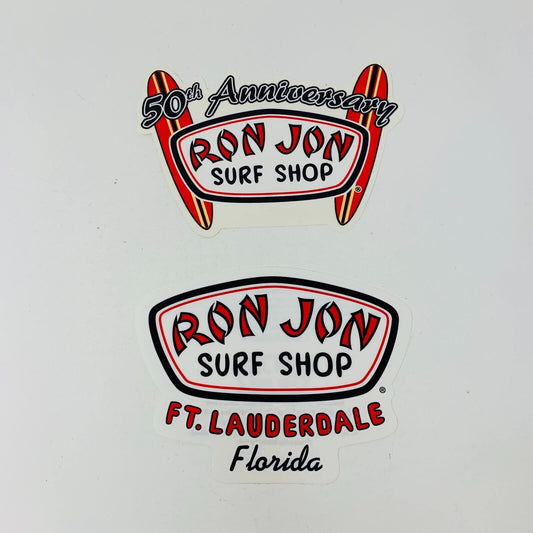 50th Anniversary
RON JON
SURF SHOP
®
RON JON
SURF SHOP
®
FT. LAUDERDALE
Florida